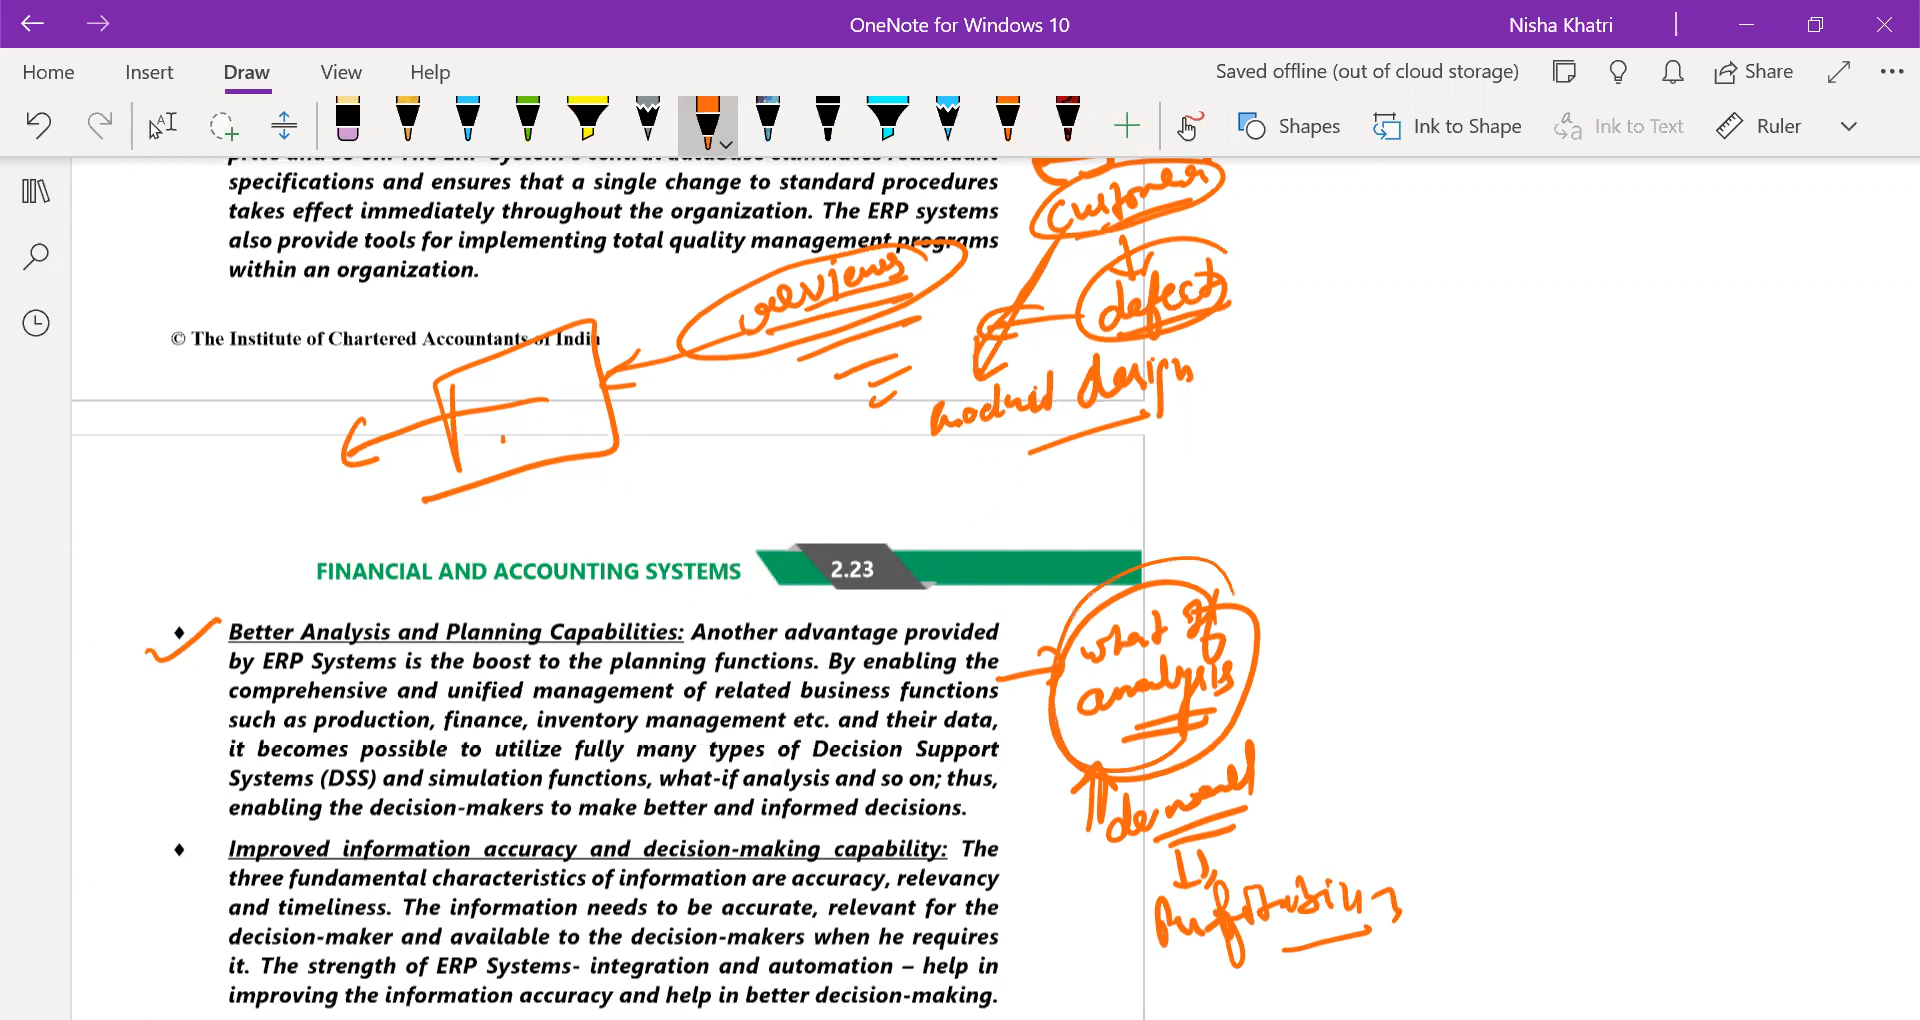 OneNote for Windows 10
Nisha Khatri
Home Insert Draw View Help
Saved offline (out of cloud storage) Share
Shapes Ink to Shape Ink to Text Ruler
specifications and ensures that a single change to standard procedures
takes effect immediately throughout the organization. The ERP systems
also provide tools for implementing total quality management programs
within an organization.
customer
defects
reviews
product design
© The Institute of Chartered Accountants of India
FINANCIAL AND ACCOUNTING SYSTEMS 2.23
♦ Better Analysis and Planning Capabilities: Another advantage provided
by ERP Systems is the boost to the planning functions. By enabling the
comprehensive and unified management of related business functions
such as production, finance, inventory management etc. and their data,
it becomes possible to utilize fully many types of Decision Support
Systems (DSS) and simulation functions, what-if analysis and so on; thus,
enabling the decision-makers to make better and informed decisions.
what if
analysis
demand
♦ Improved information accuracy and decision-making capability: The
three fundamental characteristics of information are accuracy, relevancy
and timeliness. The information needs to be accurate, relevant for the
decision-maker and available to the decision-makers when he requires
it. The strength of ERP Systems- integration and automation – help in
improving the information accuracy and help in better decision-making.